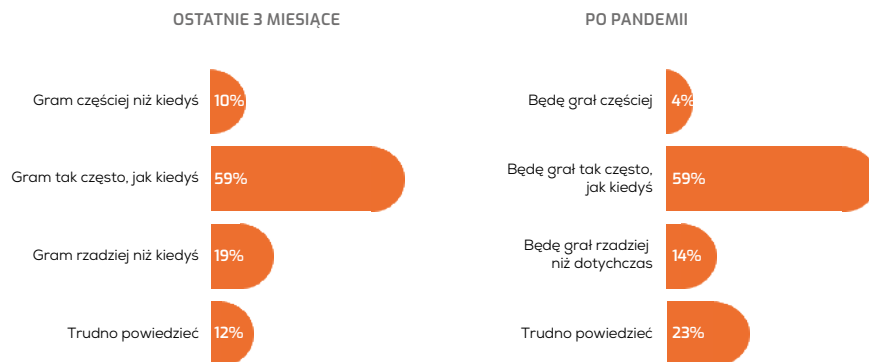 OSTATNIE 3 MIESIĄCE
Gram częściej niż kiedyś 10%
Gram tak często, jak kiedyś 59%
Gram rzadziej niż kiedyś 19%
Trudno powiedzieć 12%
PO PANDEMII
Będę grał częściej 4%
Będę grał tak często,
jak kiedyś 59%
Będę grał rzadziej
niż dotychczas 14%
Trudno powiedzieć 23%